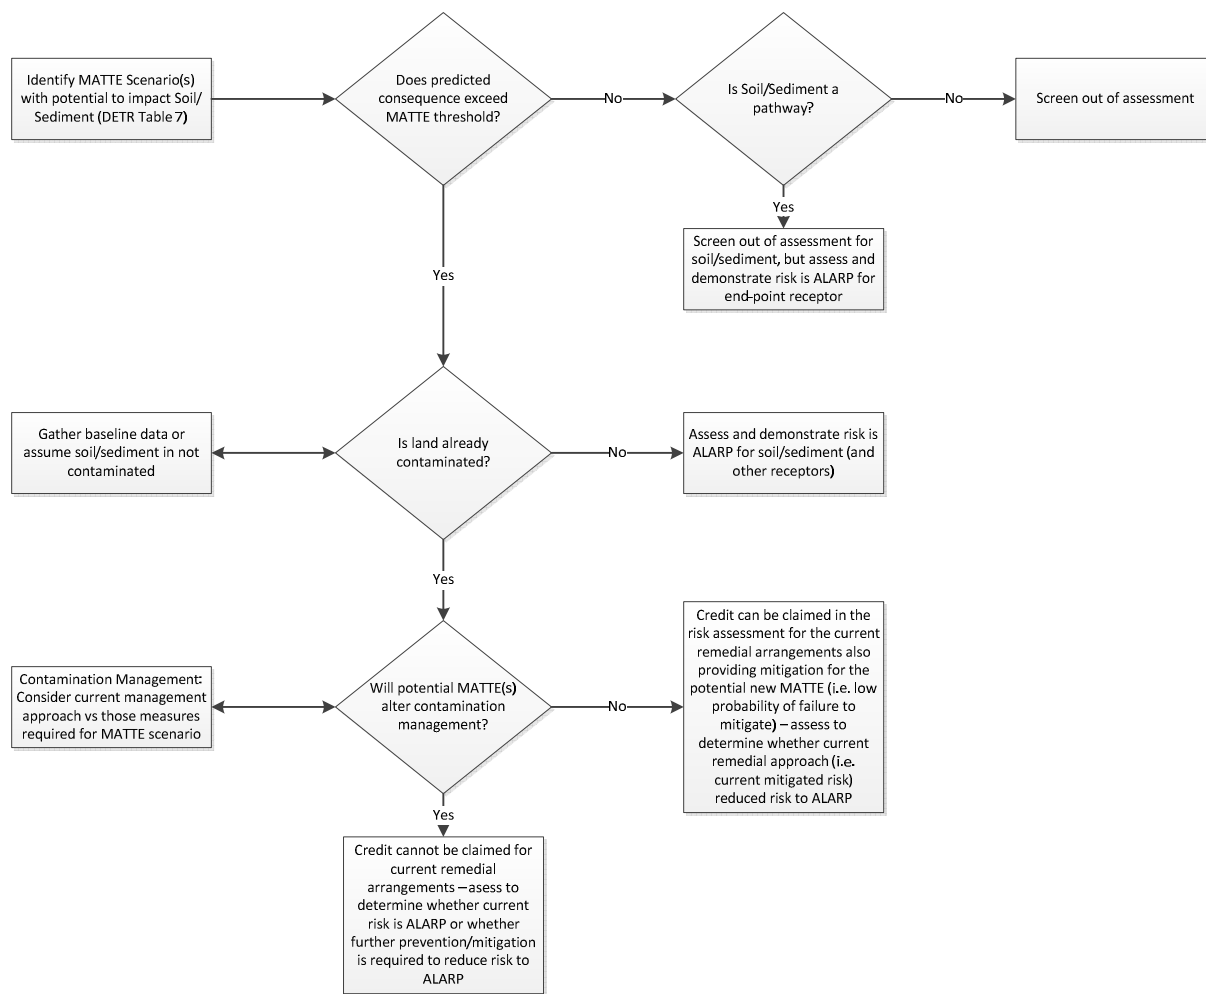 Identify MATTE Scenario(s)
with potential to impact Soil/
Sediment (DETR Table 7)
Does predicted
consequence exceed
MATTE threshold?
No
Is Soil/Sediment a
pathway?
No
Screen out of assessment
Yes
Screen out of assessment for
soil/sediment, but assess and
demonstrate risk is ALARP for
end-point receptor
Yes
Gather baseline data or
assume soil/sediment in not
contaminated
Is land already
contaminated?
No
Assess and demonstrate risk is
ALARP for soil/sediment (and
other receptors)
Yes
Contamination Management:
Consider current management
approach vs those measures
required for MATTE scenario
Will potential MATTE(s)
alter contamination
management?
No
Credit can be claimed in the
risk assessment for the current
remedial arrangements also
providing mitigation for the
potential new MATTE (i.e. low
probability of failure to
mitigate) – assess to
determine whether current
remedial approach (i.e.
current mitigated risk)
reduced risk to ALARP
Yes
Credit cannot be claimed for
current remedial
arrangements – asess to
determine whether current
risk is ALARP or whether
further prevention/mitigation
is required to reduce risk to
ALARP